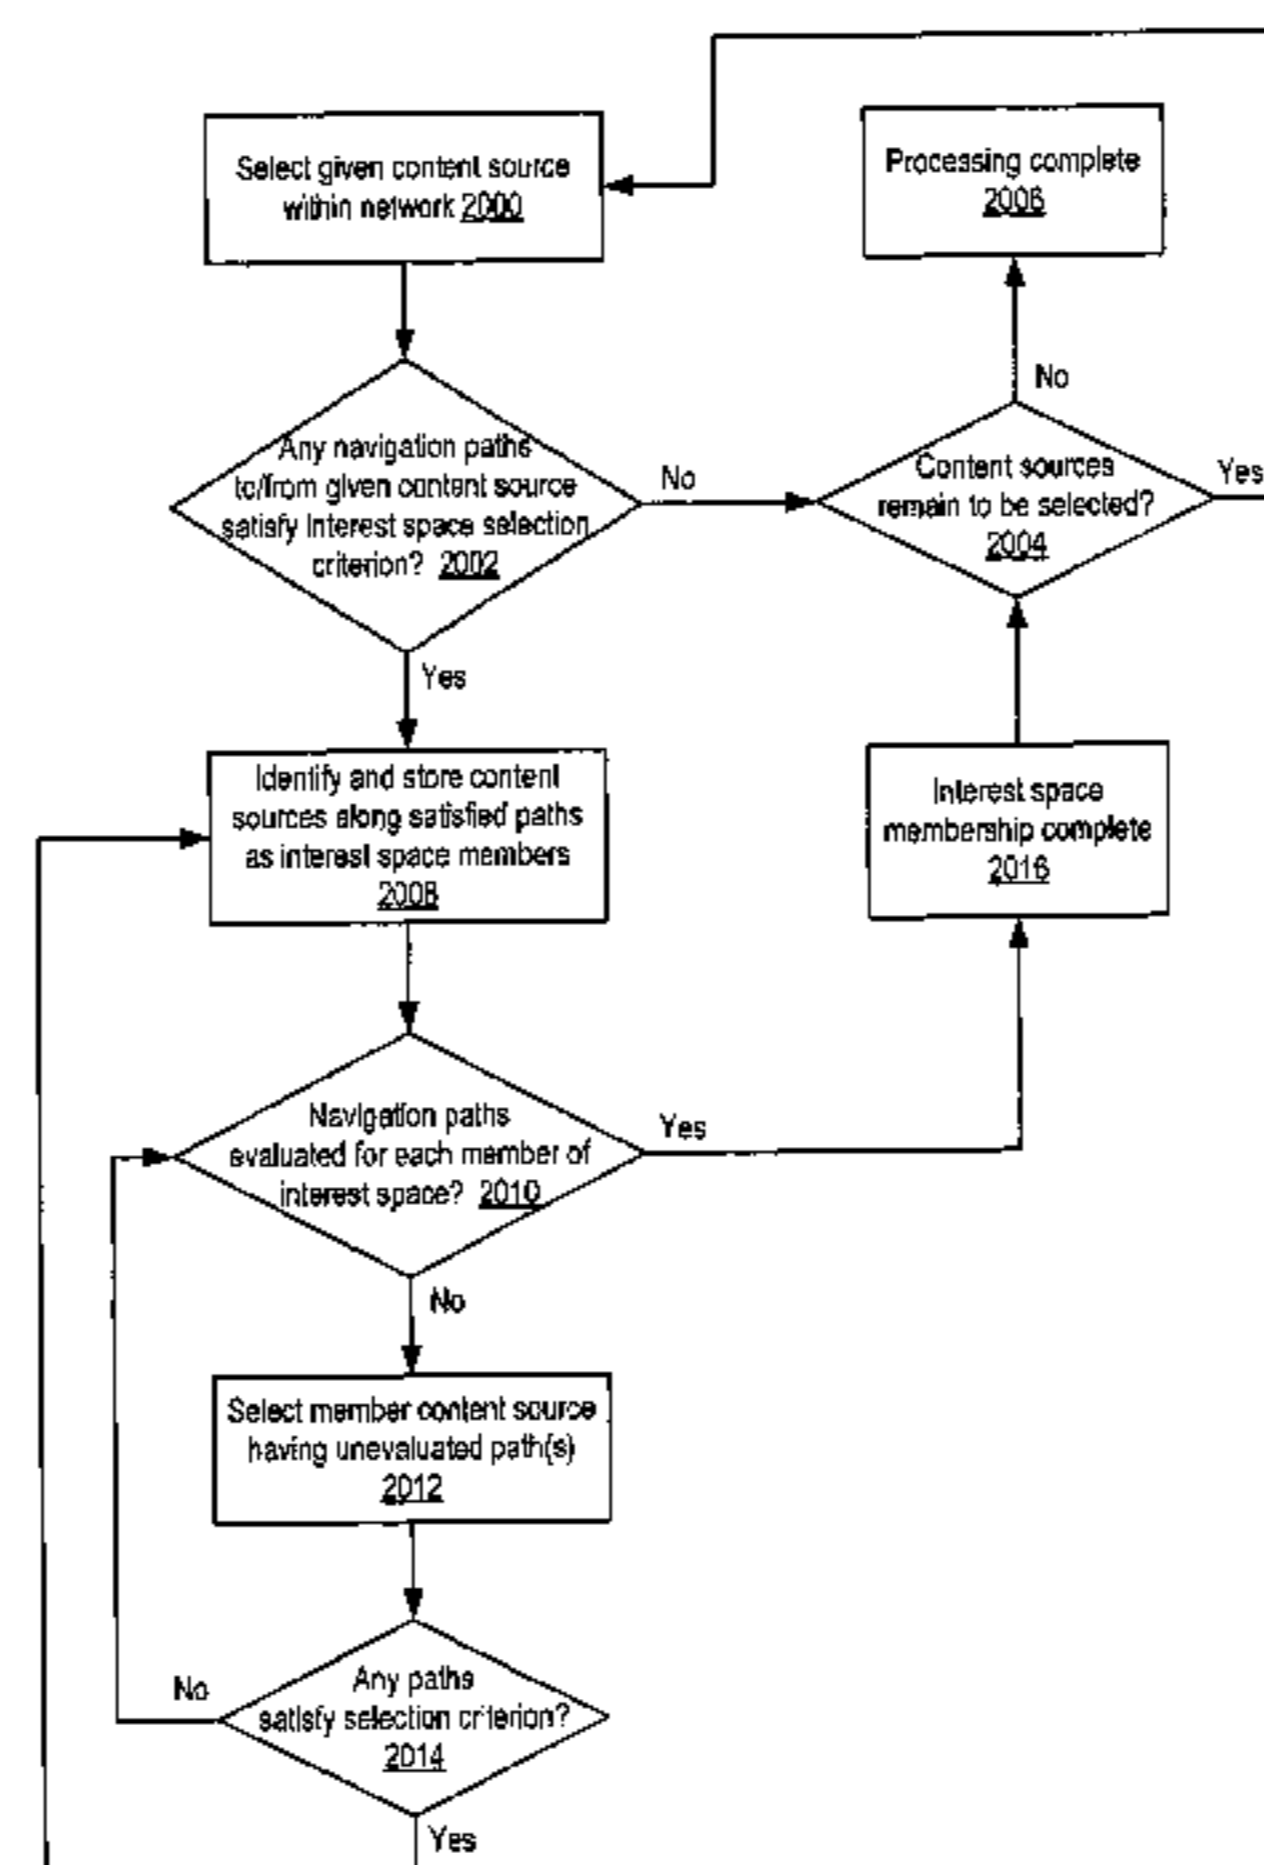 Select given content source
within network 2000
Processing complete
2006
No
Any navigation paths
to/from given content source
satisfy interest space selection
criterion? 2002
No
Content sources
remain to be selected?
2004
Yes
Yes
Identify and store content
sources along satisfied paths
as interest space members
2008
Interest space
membership complete
2016
Navigation paths
evaluated for each member of
interest space? 2010
Yes
No
Select member content source
having unevaluated path(s)
2012
No
Any paths
satisfy selection criterion?
2014
Yes